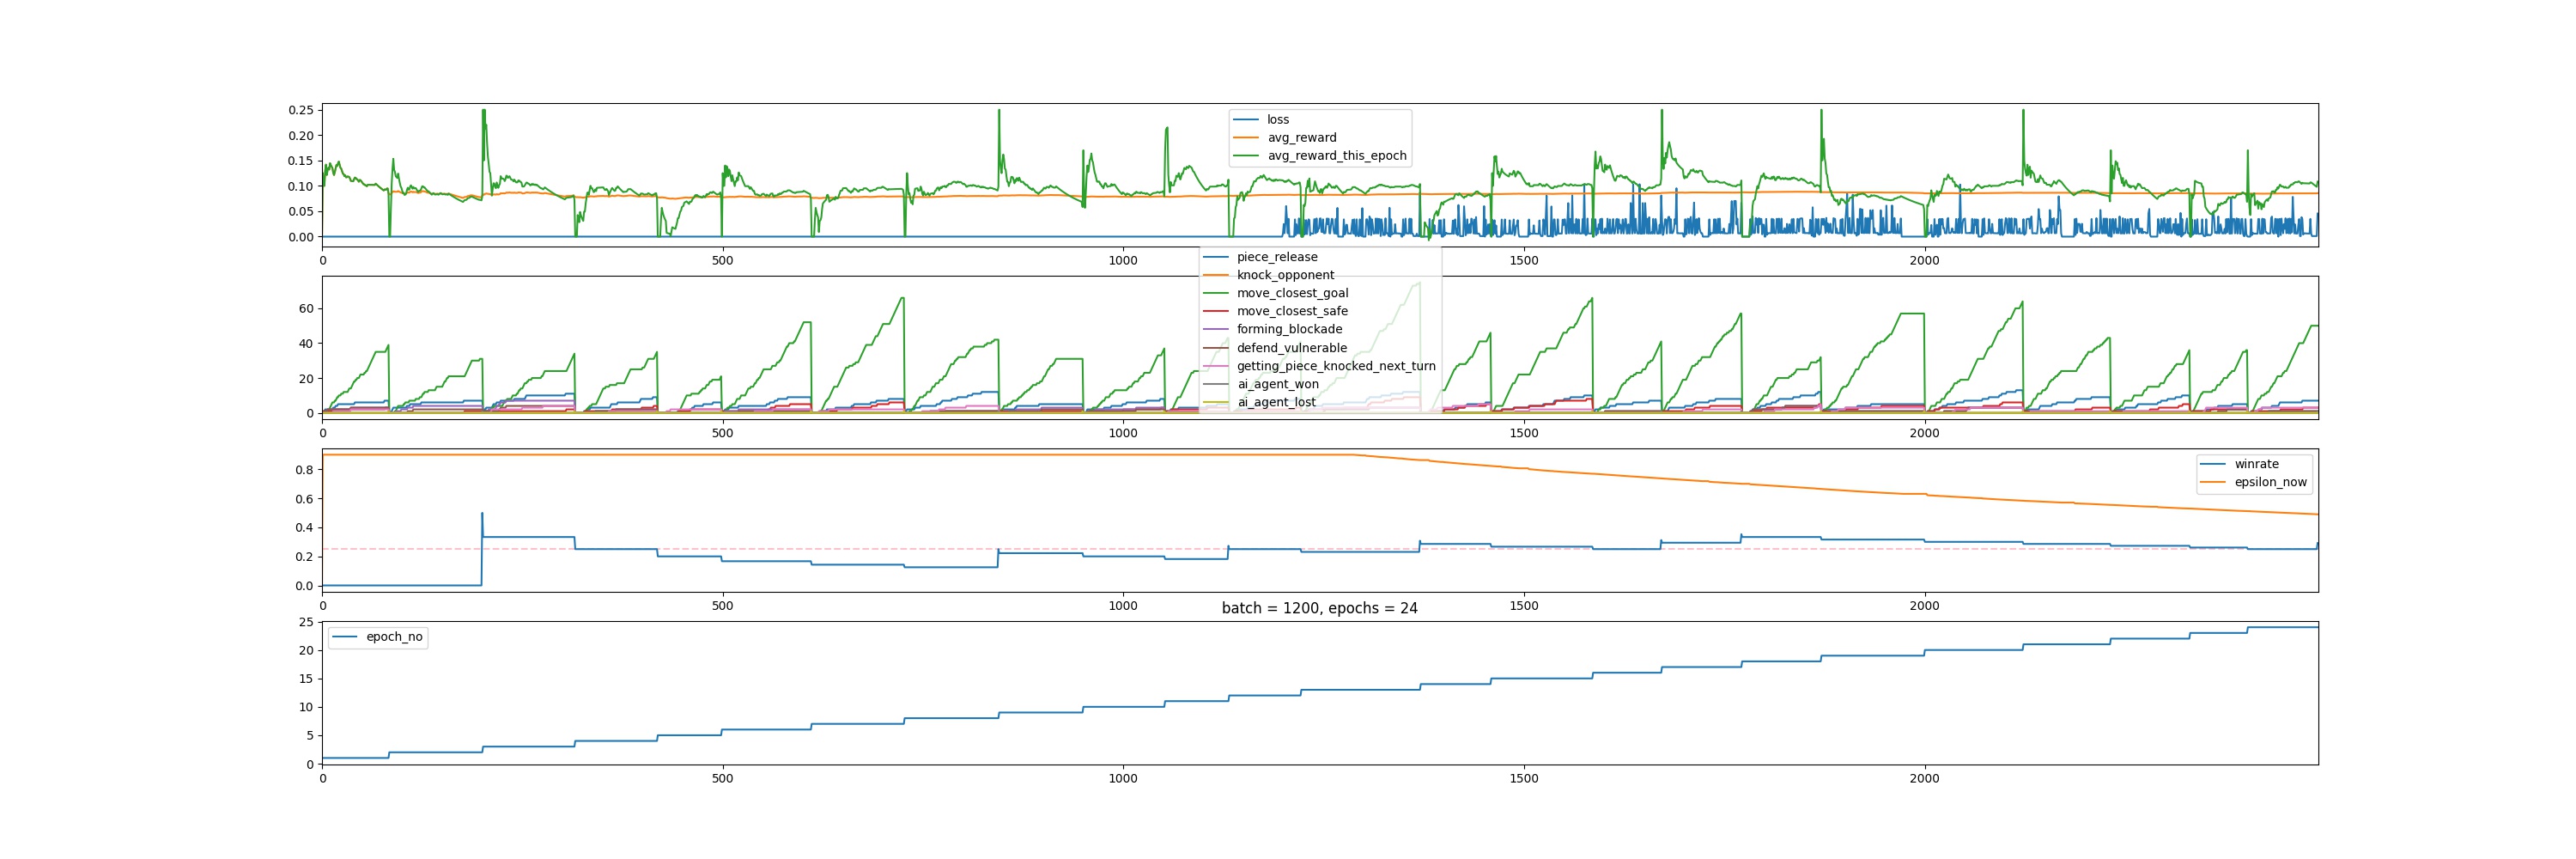 0.25
0.20
0.15
0.10
0.05
0.00
loss
avg_reward
avg_reward_this_epoch
0 500 1000 1500 2000
60
40
20
0
piece_release
knock_opponent
move_closest_goal
move_closest_safe
forming_blockade
defend_vulnerable
getting_piece_knocked_next_turn
ai_agent_won
ai_agent_lost
0 500 1000 1500 2000
0.8
0.6
0.4
0.2
0.0
winrate
epsilon_now
0 500 1000 1500 2000
batch = 1200, epochs = 24
25
20
15
10
5
0
epoch_no
0 500 1000 1500 2000